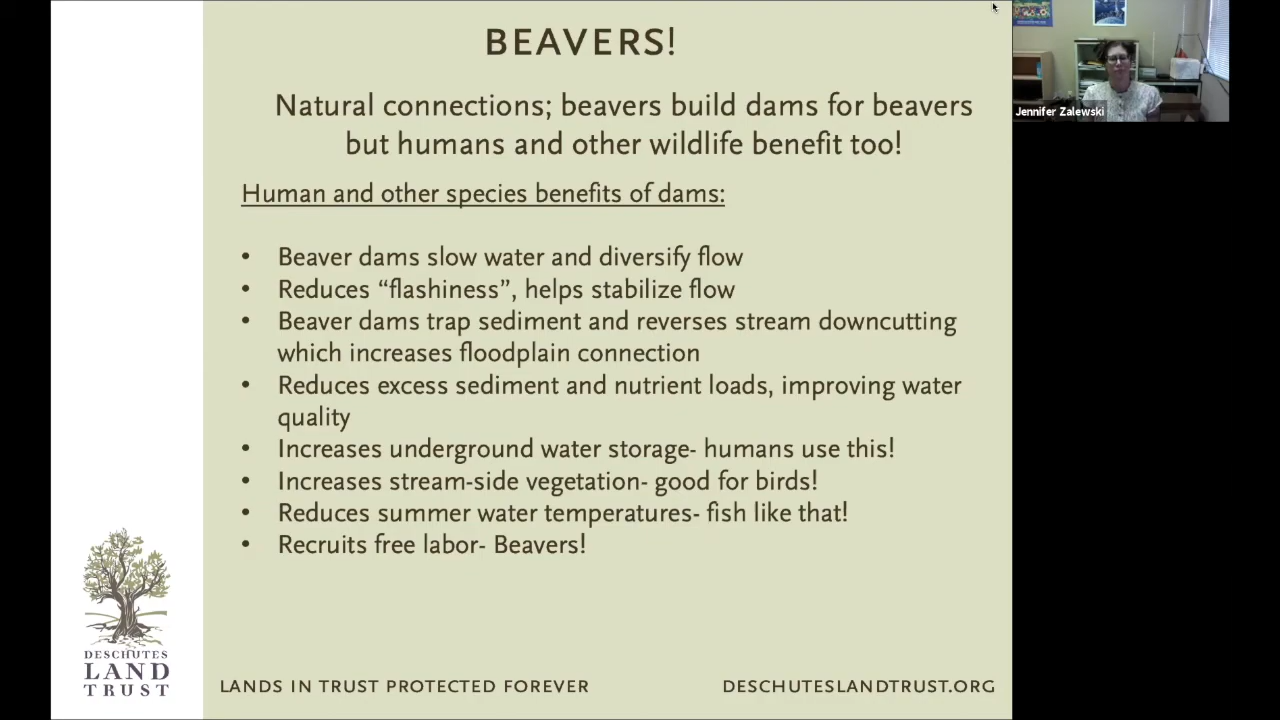 BEAVERS!
Natural connections; beavers build dams for beavers
but humans and other wildlife benefit too!
Human and other species benefits of dams:
• Beaver dams slow water and diversify flow
• Reduces “flashiness”, helps stabilize flow
• Beaver dams trap sediment and reverses stream downcutting
which increases floodplain connection
• Reduces excess sediment and nutrient loads, improving water
quality
• Increases underground water storage- humans use this!
• Increases stream-side vegetation- good for birds!
• Reduces summer water temperatures- fish like that!
• Recruits free labor- Beavers!
DESCHUTES
LAND
TRUST
LANDS IN TRUST PROTECTED FOREVER
DESCHUTESLANDTRUST.ORG
Jennifer Zalewski